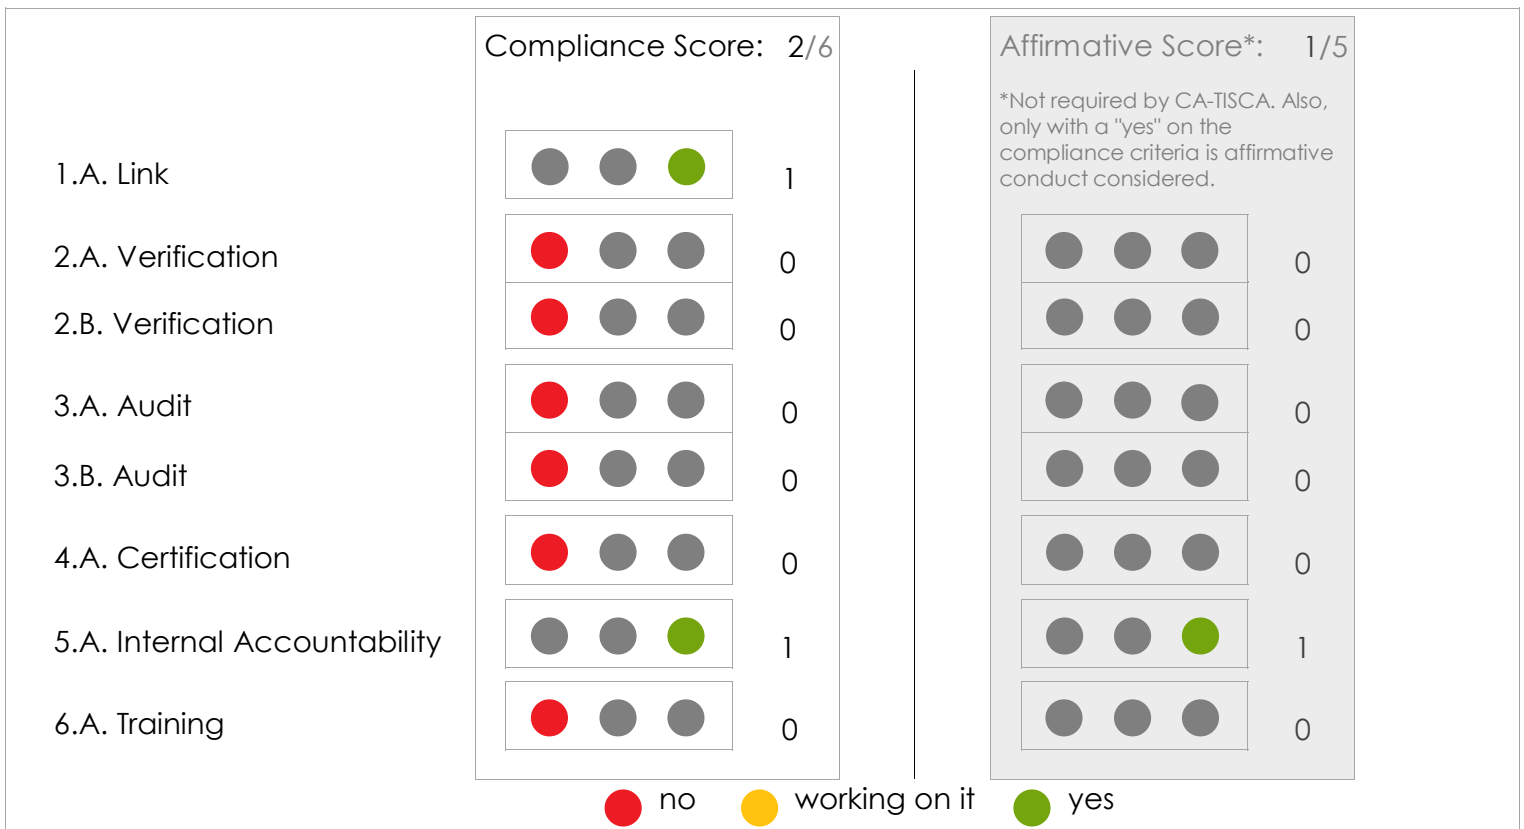 Compliance Score: 2/6
Affirmative Score*: 1/5
*Not required by CA-TISCA. Also,
only with a "yes" on the
compliance criteria is affirmative
conduct considered.
1.A. Link 1
2.A. Verification 0 0
2.B. Verification 0 0
3.A. Audit 0 0
3.B. Audit 0 0
4.A. Certification 0 0
5.A. Internal Accountability 1 1
6.A. Training 0 0
no working on it yes